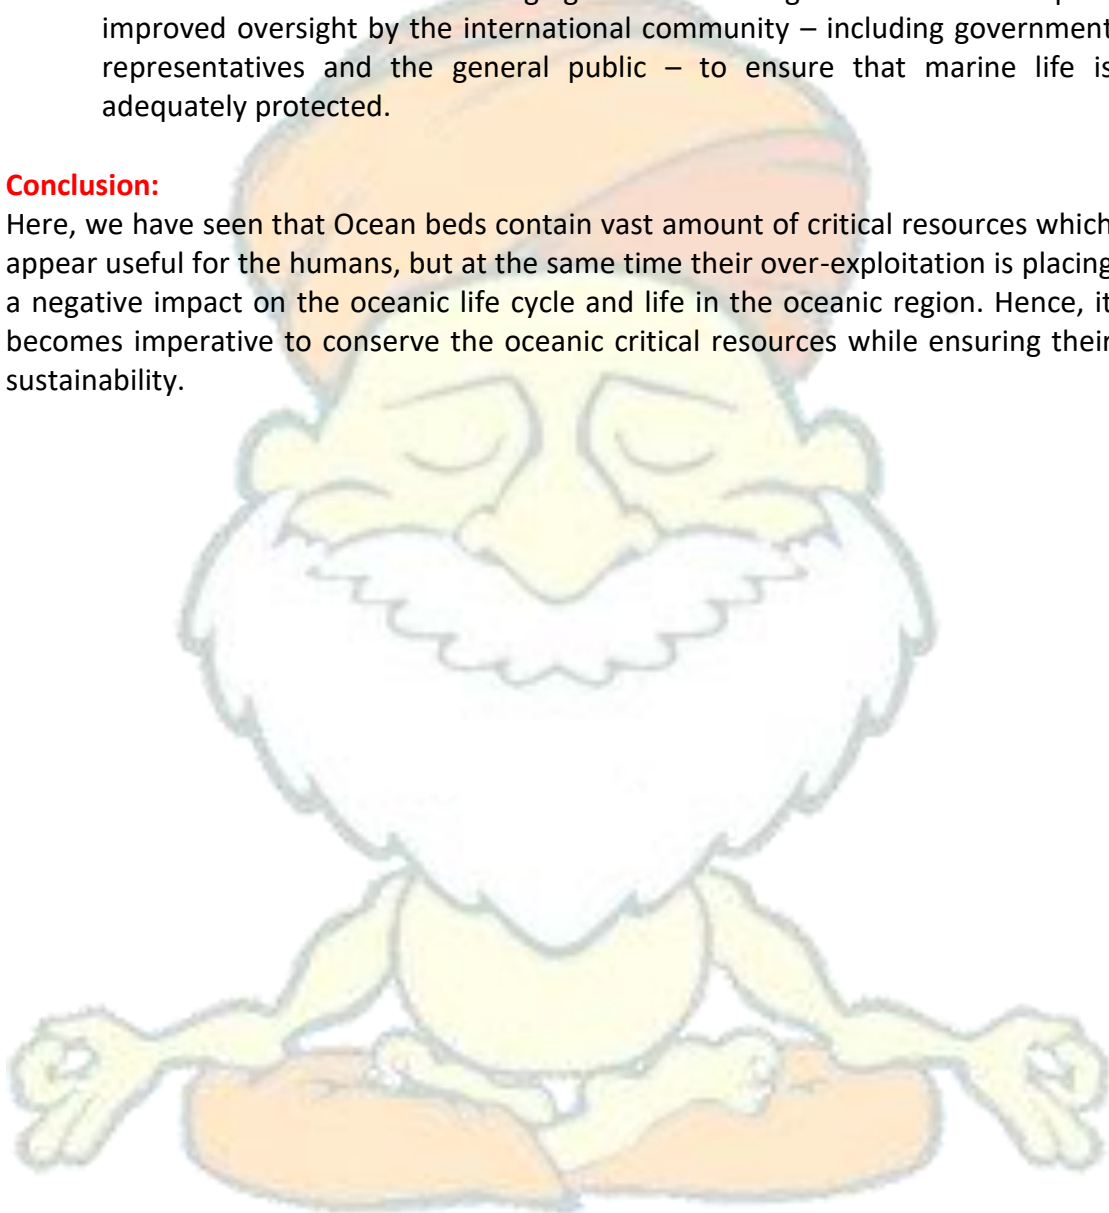 improved oversight by the international community – including government
representatives and the general public – to ensure that marine life is
adequately protected.
Conclusion:
Here, we have seen that Ocean beds contain vast amount of critical resources which
appear useful for the humans, but at the same time their over-exploitation is placing
a negative impact on the oceanic life cycle and life in the oceanic region. Hence, it
becomes imperative to conserve the oceanic critical resources while ensuring their
sustainability.